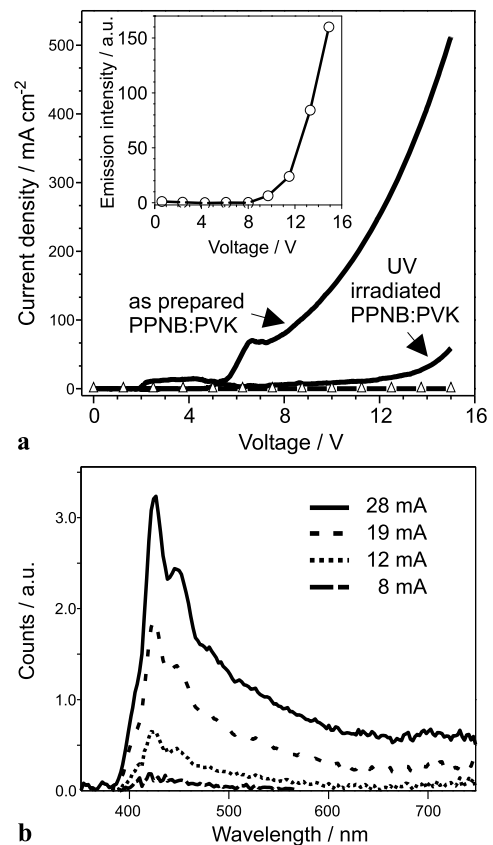 500
400
300
200
100
0
Current density / mA cm⁻²
150
100
50
0
Emission intensity / a.u.
0 4 8 12 16
Voltage / V
as prepared
PPNB:PVK
UV
irradiated
PPNB:PVK
0 4 8 12 16
Voltage / V
a
3.0
2.0
1.0
0.0
Counts / a.u.
28 mA
19 mA
12 mA
8 mA
400 500 600 700
Wavelength / nm
b